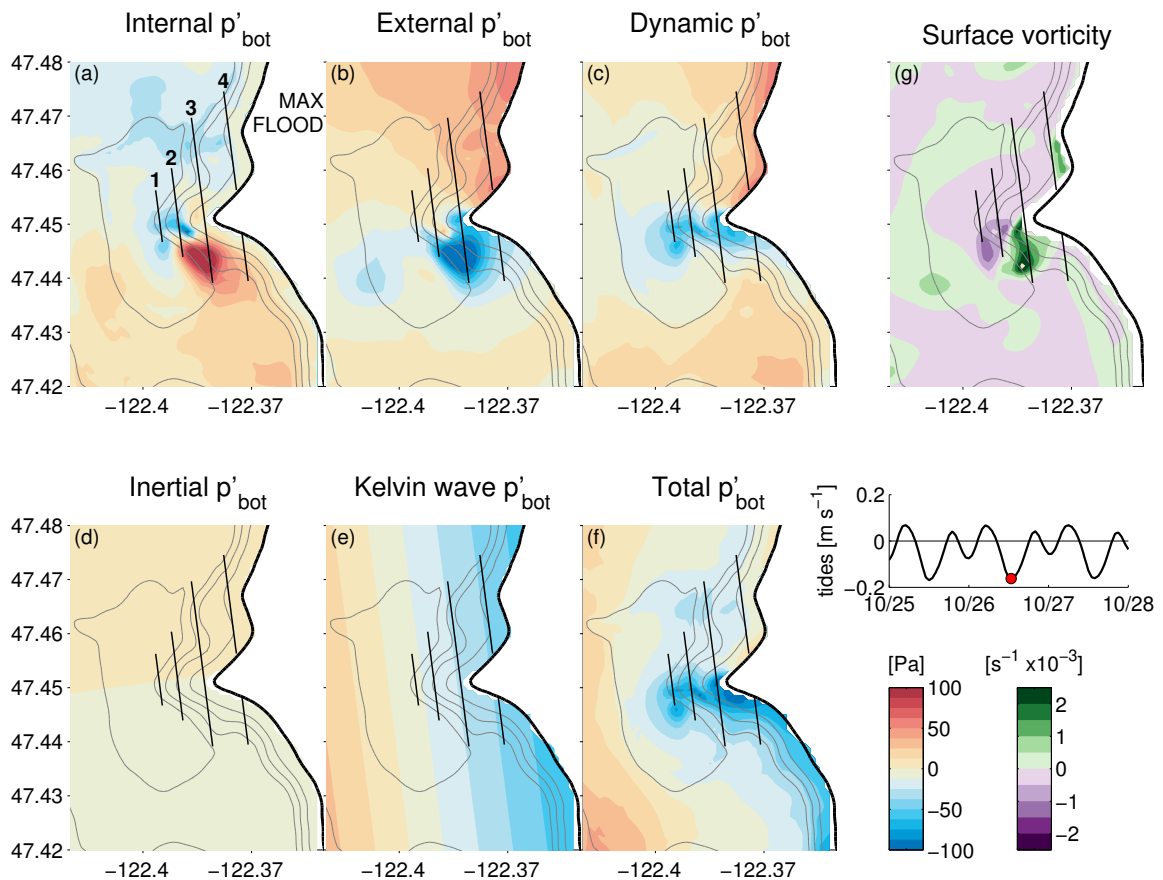 Internal p'bot
External p'bot
Dynamic p'bot
Surface vorticity
47.48
47.47
47.46
47.45
47.44
47.43
47.42
(a)
1
2
3
4
MAX
FLOOD
(b)
(c)
(g)
−122.4
−122.37
−122.4
−122.37
−122.4
−122.37
−122.4
−122.37
Inertial p'bot
Kelvin wave p'bot
Total p'bot
47.48
47.47
47.46
47.45
47.44
47.43
47.42
(d)
(e)
(f)
−122.4
−122.37
−122.4
−122.37
−122.4
−122.37
tides [m s−1]
0.2
0
−0.2
10/25
10/26
10/27
10/28
[Pa]
100
50
0
−50
−100
[s−1 x10−3]
2
1
0
−1
−2